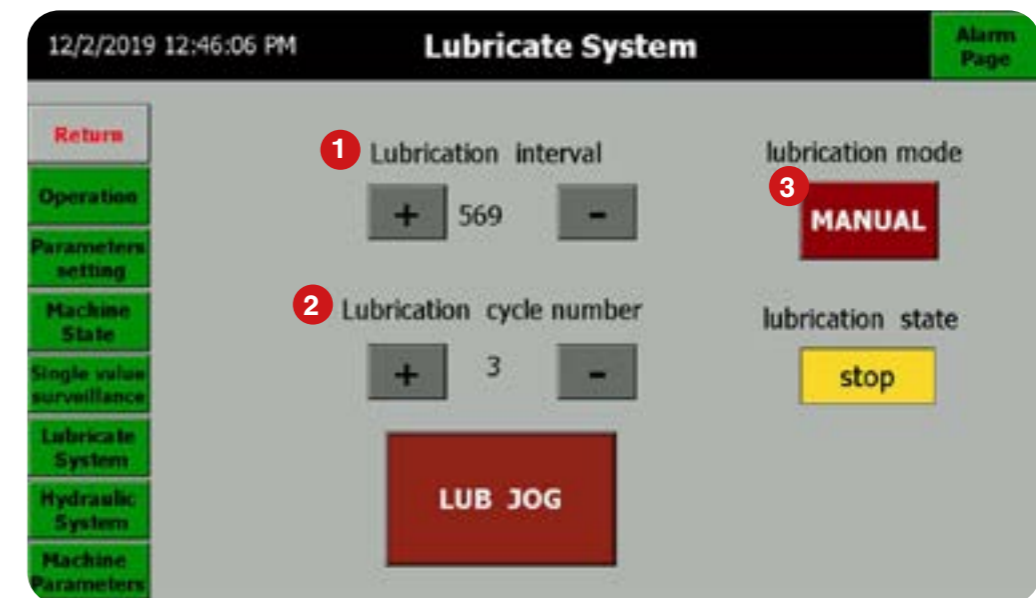 12/2/2019 12:46:06 PM
Lubricate System
Alarm
Page
Return
Operation
Parameters
setting
Machine
State
Single value
surveillance
Lubricate
System
Hydraulic
System
Machine
Parameters
1 Lubrication interval
+ 569 -
2 Lubrication cycle number
+ 3 -
LUB JOG
lubrication mode
3
MANUAL
lubrication state
stop